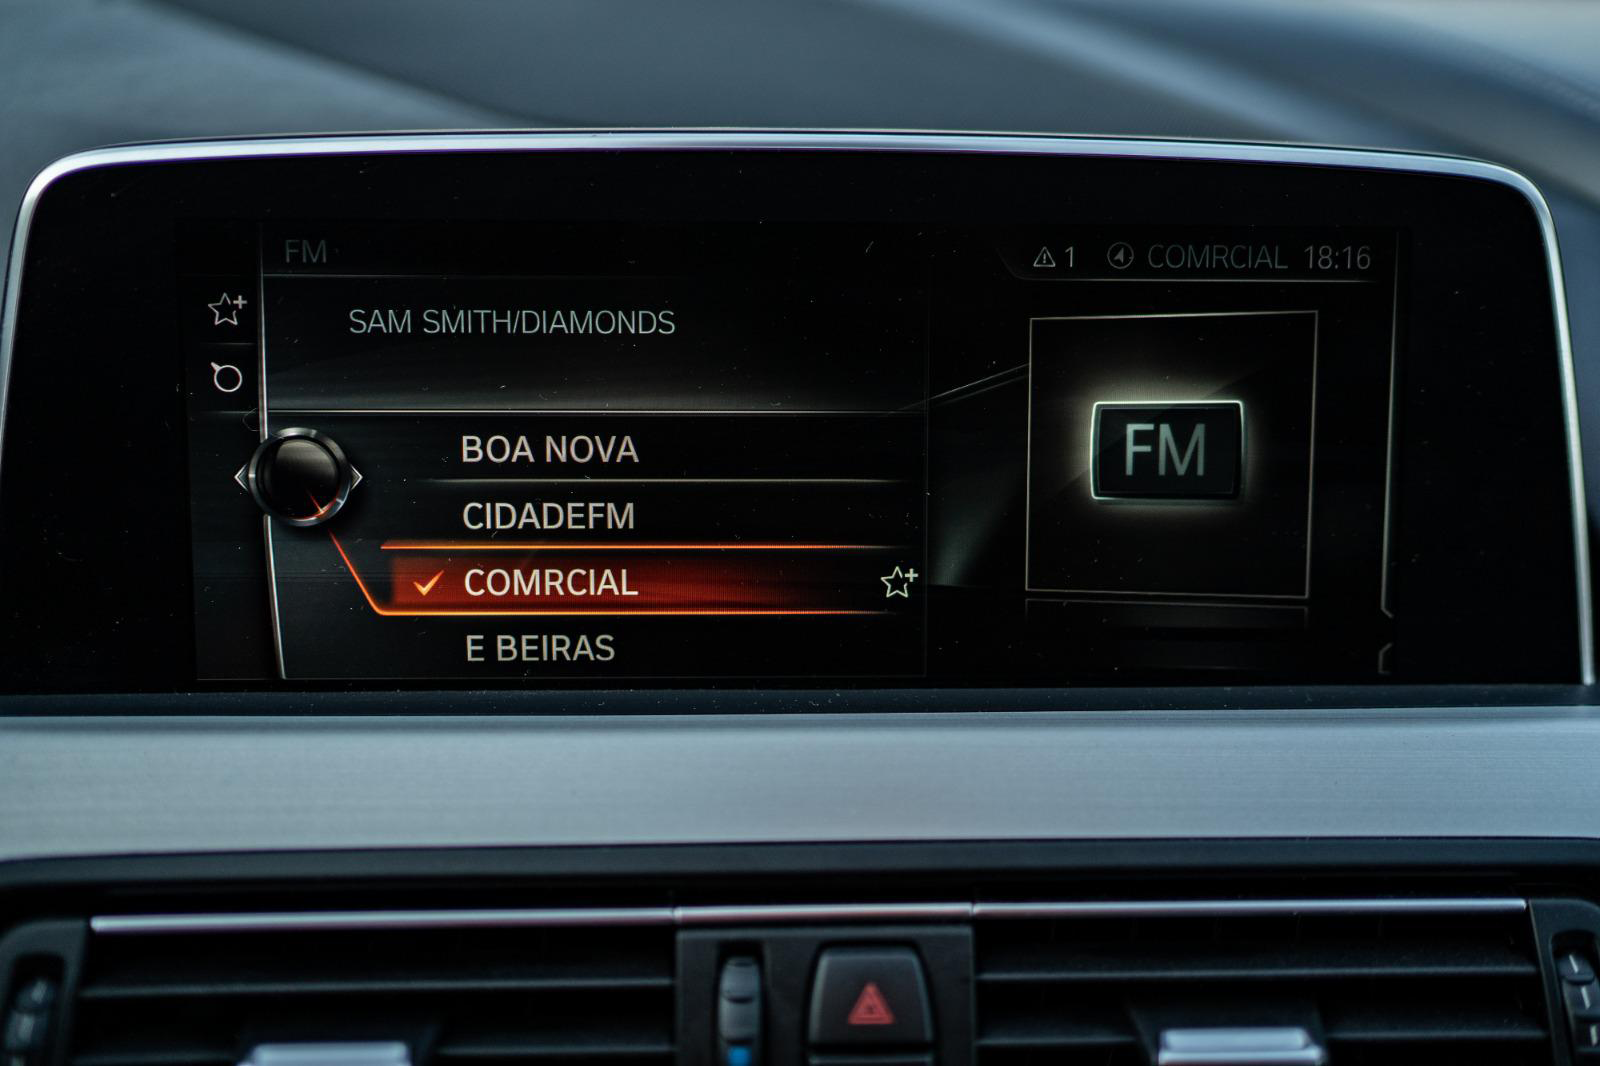 FM
1 COMRCIAL 18:16
SAM SMITH/DIAMONDS
BOA NOVA
CIDADEFM
COMRCIAL
E BEIRAS
FM